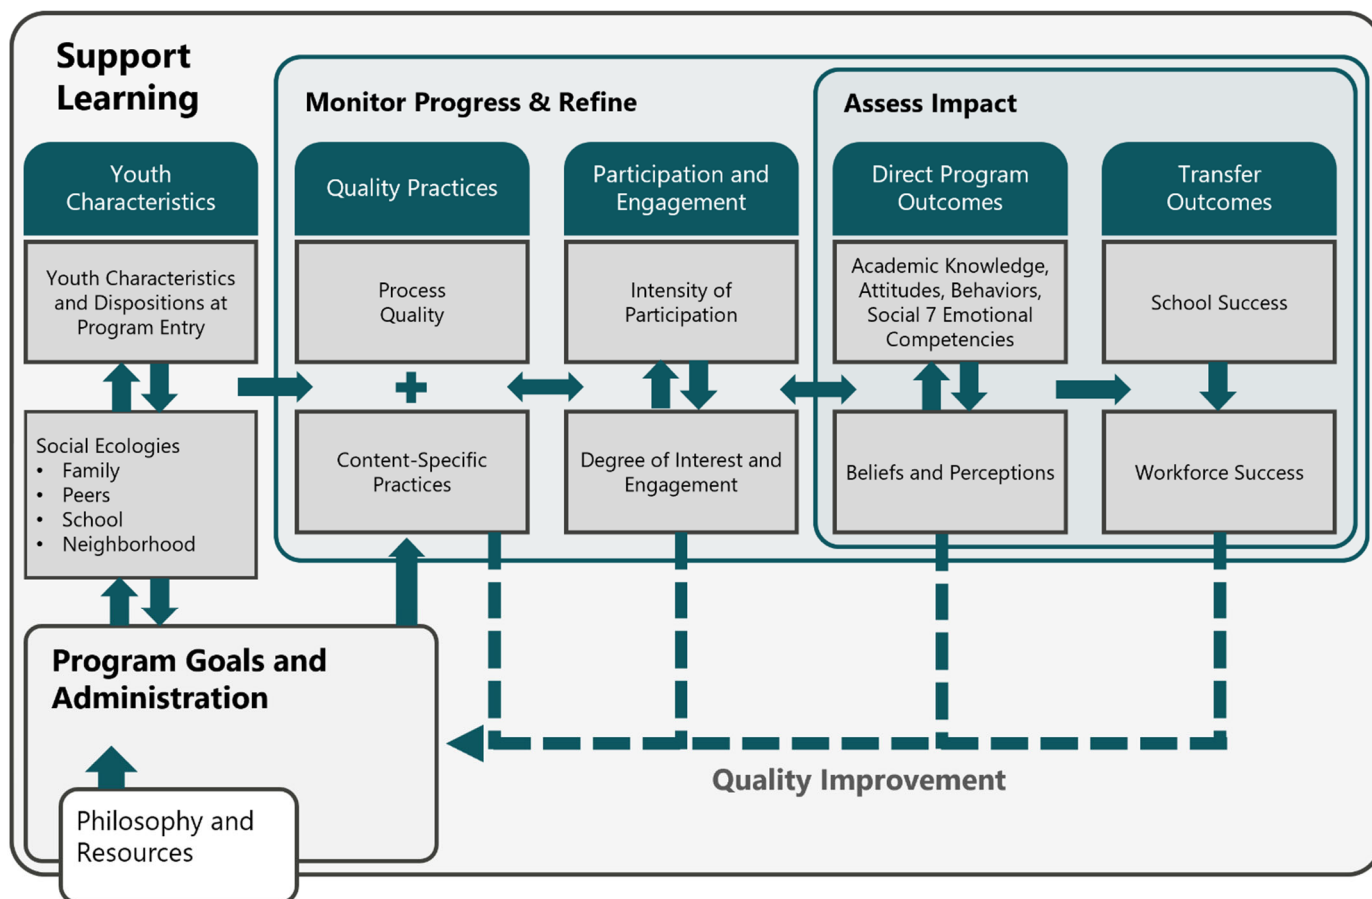 Support
Learning
Monitor Progress & Refine
Assess Impact
Youth
Characteristics
Quality Practices
Participation and
Engagement
Direct Program
Outcomes
Transfer
Outcomes
Youth Characteristics
and Dispositions at
Program Entry
Process
Quality
Intensity of
Participation
Academic Knowledge,
Attitudes, Behaviors,
Social 7 Emotional
Competencies
School Success
Social Ecologies
• Family
• Peers
• School
• Neighborhood
Content-Specific
Practices
Degree of Interest and
Engagement
Beliefs and Perceptions
Workforce Success
Program Goals and
Administration
Quality Improvement
Philosophy and
Resources